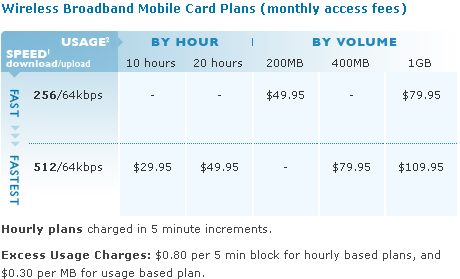 Wireless Broadband Mobile Card Plans (monthly access fees)
USAGE² BY HOUR | BY VOLUME
SPEED¹
download/upload 10 hours 20 hours 200MB 400MB 1GB
FAST 256/64kbps - - $49.95 - $79.95
FASTEST 512/64kbps $29.95 $49.95 - $79.95 $109.95
Hourly plans charged in 5 minute increments.
Excess Usage Charges: $0.80 per 5 min block for hourly based plans, and
$0.30 per MB for usage based plan.